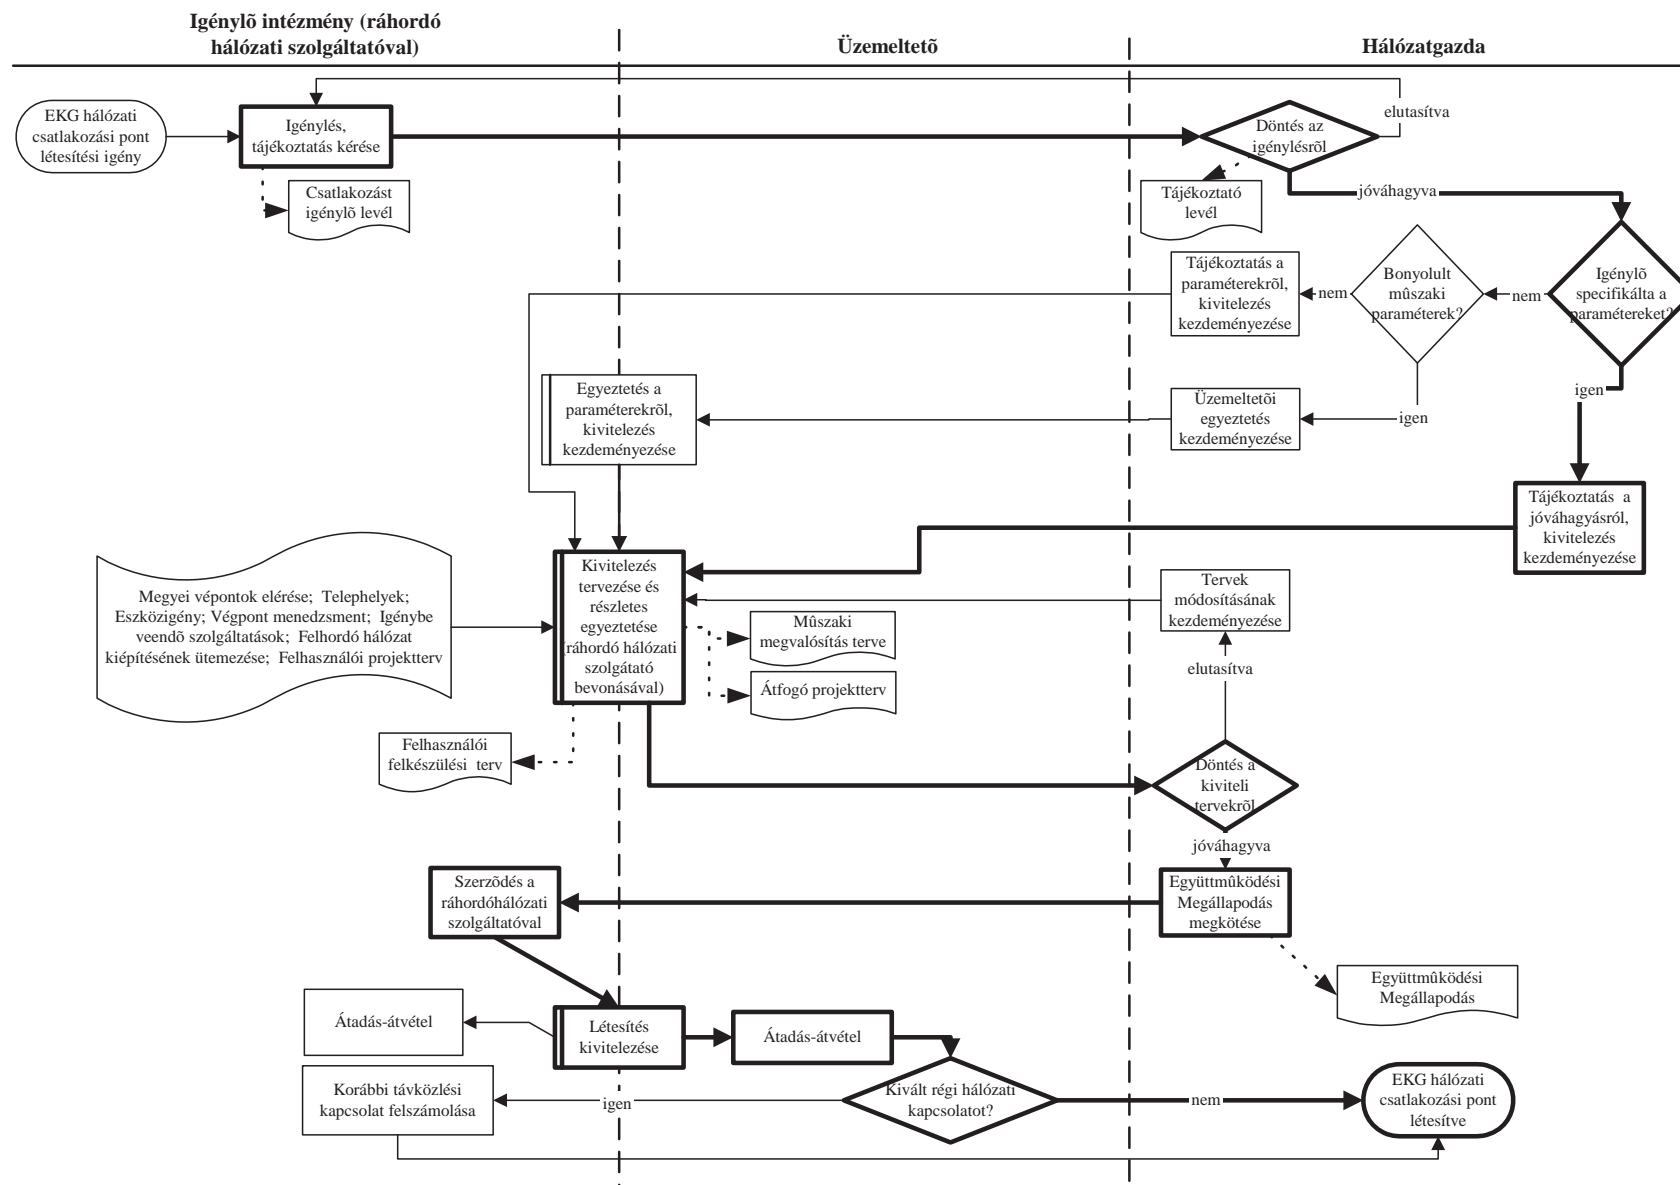 Igénylõ intézmény (ráhordó
hálózati szolgáltatóval)
Üzemeltetõ
Hálózatgazda
EKG hálózati
csatlakozási pont
létesítési igény
Igénylés,
tájékoztatás kérése
Döntés az
igénylésrõl
elutasítva
Csatlakozást
igénylõ levél
Tájékoztató
levél
jóváhagyva
Tájékoztatás a
paraméterekrõl,
kivitelezés
kezdeményezése
nem
Bonyolult
mûszaki
paraméterek?
nem
Igénylõ
specifikálta a
paramétereket?
igen
igen
Egyeztetés a
paraméterekrõl,
kivitelezés
kezdeményezése
Üzemeltetõi
egyeztetés
kezdeményezése
Tájékoztatás a
jóváhagyásról,
kivitelezés
kezdeményezése
Megyei vépontok elérése; Telephelyek;
Eszközigény; Végpont menedzsment; Igénybe
veendõ szolgáltatások; Felhordó hálózat
kiépítésének ütemezése; Felhasználói projektterv
Kivitelezés
tervezése és
részletes
egyeztetése
(ráhordó hálózati
szolgátató
bevonásával)
Tervek
módosításának
kezdeményezése
Mûszaki
megvalósítás terve
Átfogó projektterv
elutasítva
Felhasználói
felkészülési terv
Döntés a
kiviteli
tervekrõl
jóváhagyva
Szerzõdés a
ráhordóhálózati
szolgáltatóval
Együttmûködési
Megállapodás
megkötése
Együttmûködési
Megállapodás
Átadás-átvétel
Létesítés
kivitelezése
Átadás-átvétel
Korábbi távközlési
kapcsolat felszámolása
igen
Kivált régi hálózati
kapcsolatot?
nem
EKG hálózati
csatlakozási pont
létesítve